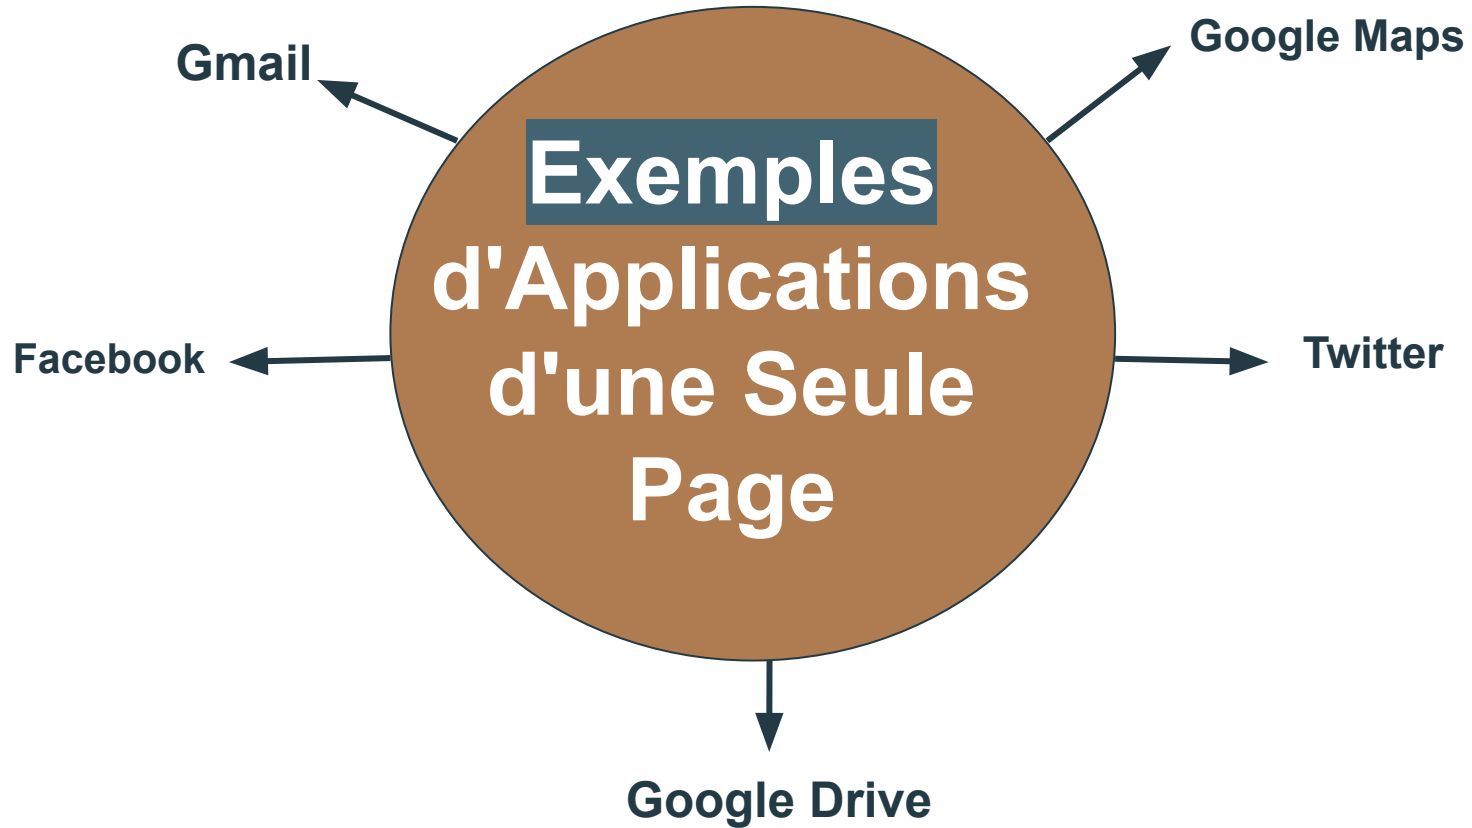 Gmail
Google Maps
Exemples
d'Applications
d'une Seule
Page
Facebook
Twitter
Google Drive